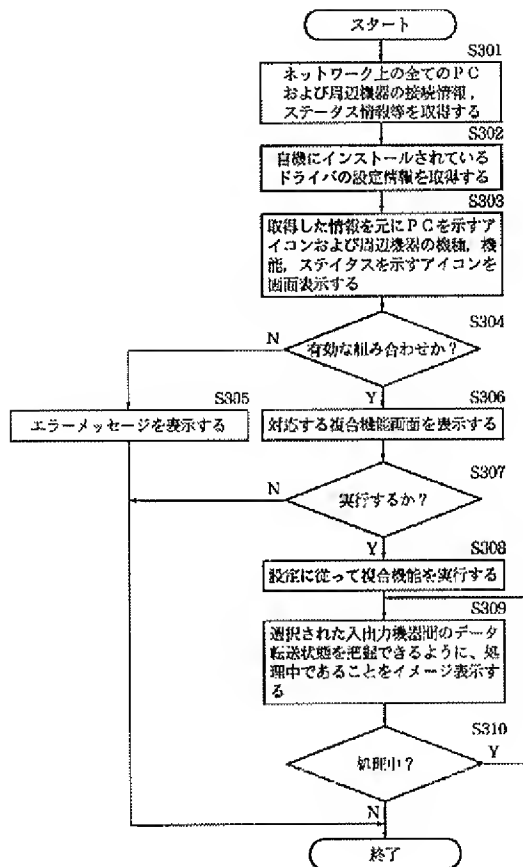 スタート
S301
ネットワーク上の全てのPC
および周辺機器の接続情報,
ステータス情報等を取得する
S302
自機にインストールされている
ドライバの設定情報を取得する
S303
取得した情報を元にPCを示すア
イコンおよび周辺機器の機種, 機
能, ステイタスを示すアイコンを
画面表示する
S304
N
有効な組み合わせか?
Y
S305
エラーメッセージを表示する
S306
対応する複合機能画面を表示する
S307
N
実行するか?
Y
S308
設定に従って複合機能を実行する
S309
選択された入出力機器間のデータ
転送状態を把握できるように、処
理中であることをイメージ表示す
る
S310
処理中?
Y
N
終了